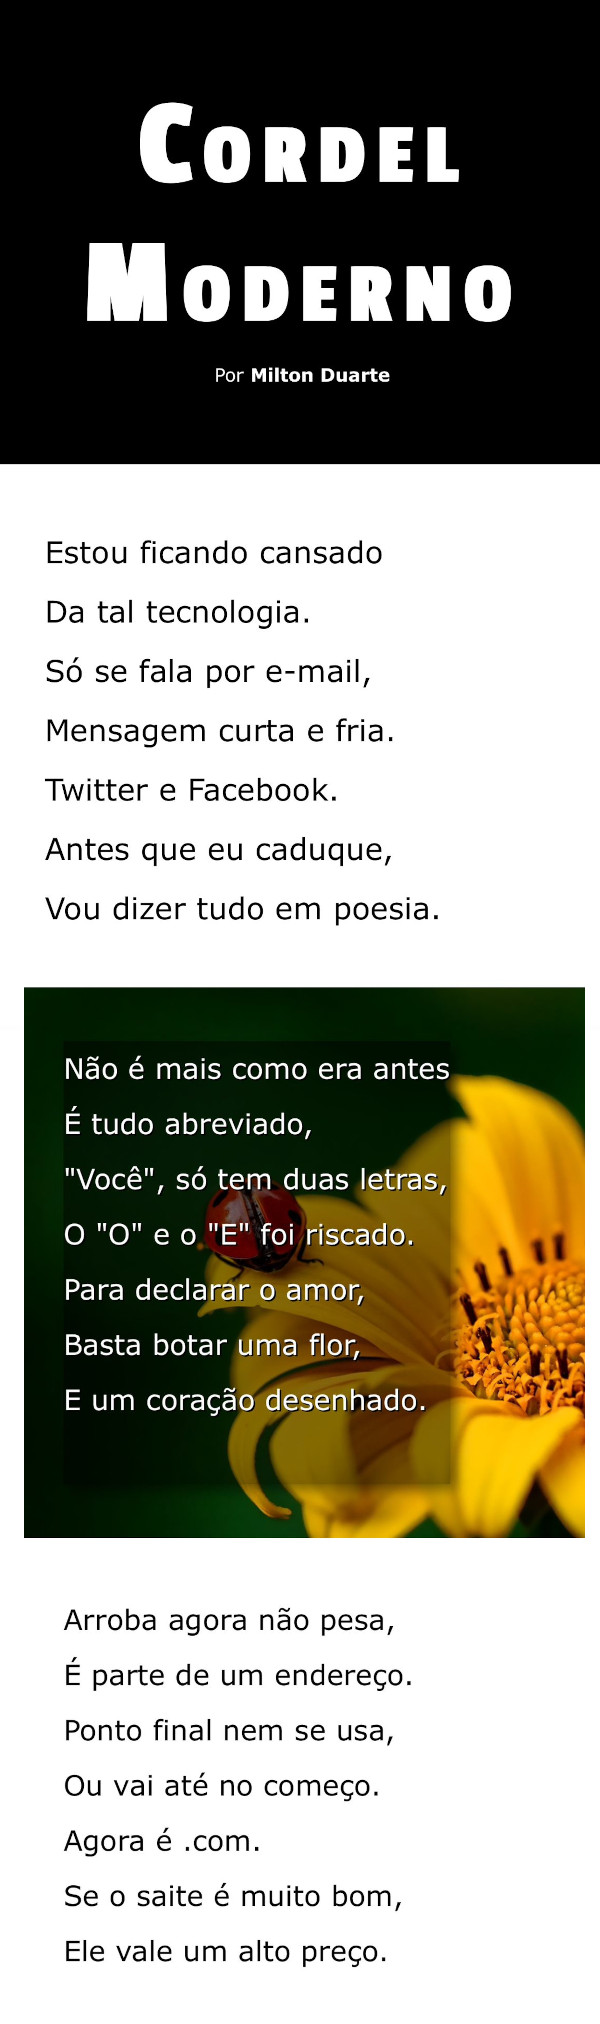 Cordel
Moderno
Por Milton Duarte
Estou ficando cansado
Da tal tecnologia.
Só se fala por e-mail,
Mensagem curta e fria.
Twitter e Facebook.
Antes que eu caduque,
Vou dizer tudo em poesia.
Não é mais como era antes
É tudo abreviado,
"Você", só tem duas letras,
O "O" e o "E" foi riscado.
Para declarar o amor,
Basta botar uma flor,
E um coração desenhado.
Arroba agora não pesa,
É parte de um endereço.
Ponto final nem se usa,
Ou vai até no começo.
Agora é .com.
Se o saite é muito bom,
Ele vale um alto preço.